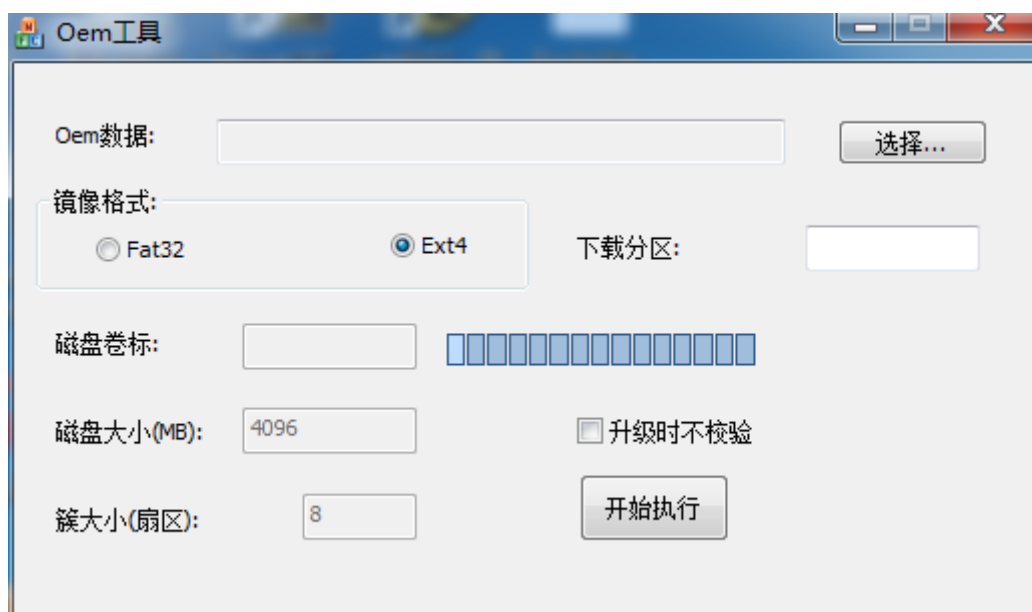 Oem工具
Oem数据:
选择...
镜像格式:
Fat32
Ext4
下载分区:
磁盘卷标:
磁盘大小(MB):
4096
升级时不校验
簇大小(扇区):
8
开始执行